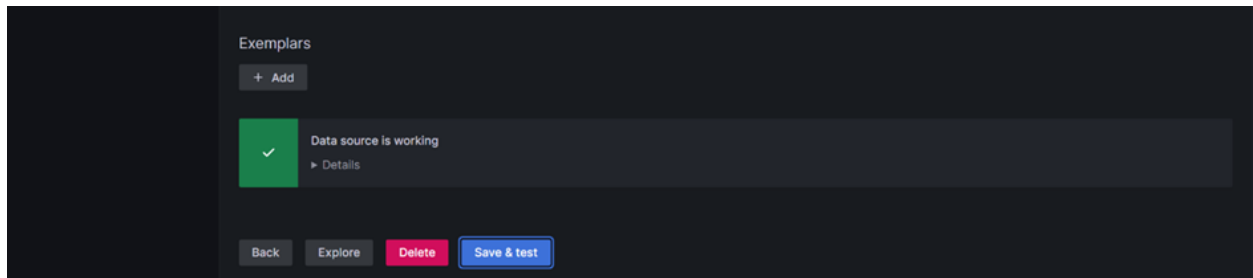 Exemplars
+ Add
Data source is working
▸ Details
Back Explore Delete Save & test